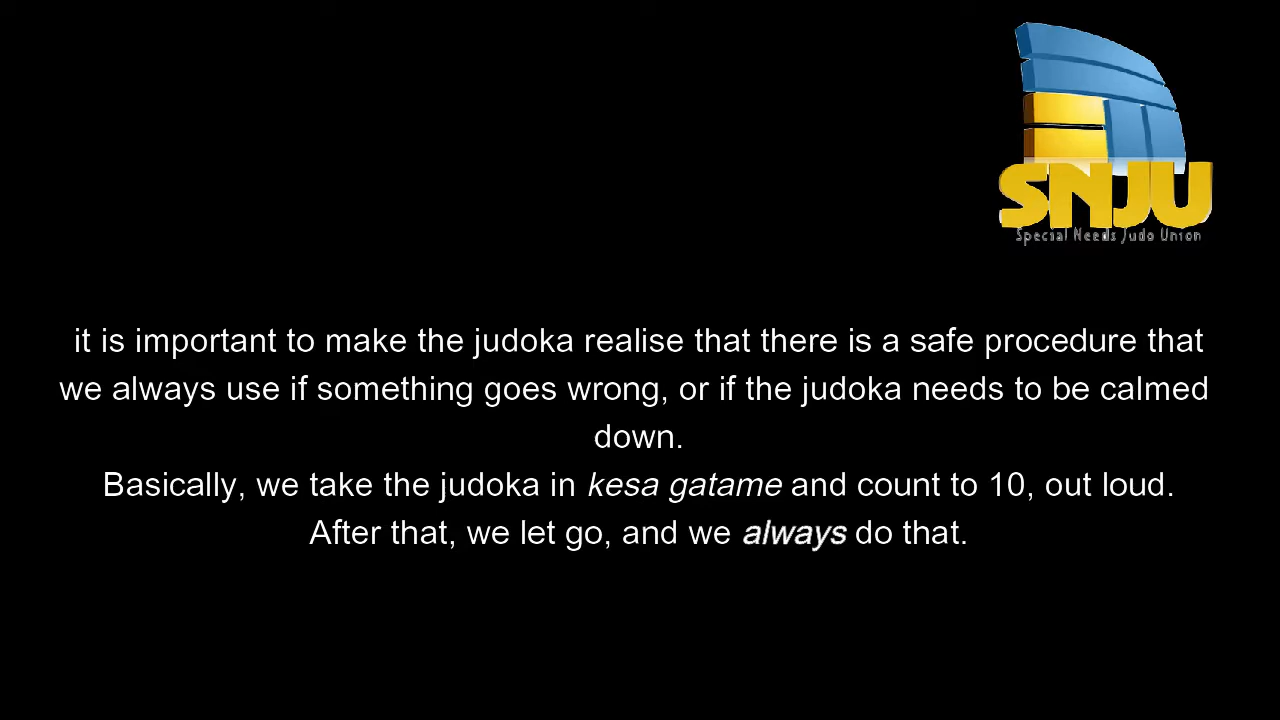 SNJU
Special Needs Judo Union
it is important to make the judoka realise that there is a safe procedure that
we always use if something goes wrong, or if the judoka needs to be calmed
down.
Basically, we take the judoka in kesa gatame and count to 10, out loud.
After that, we let go, and we always do that.